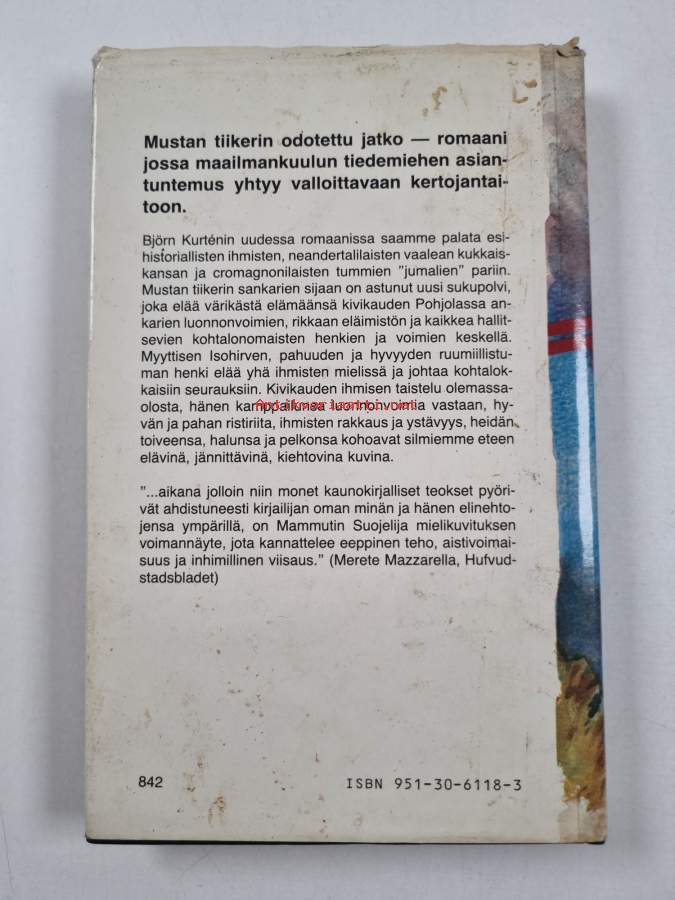 Mustan tiikerin odotettu jatko — romaani
jossa maailmankuulun tiedemiehen asian-
tuntemus yhtyy valloittavaan kertojantai-
toon.
Björn Kurténin uudessa romaanissa saamme palata esi-
historiallisten ihmisten, neandertalilaisten vaalean kukkais-
kansan ja cromagnonilaisten tummien ”jumalien” pariin.
Mustan tiikerin sankarien sijaan on astunut uusi sukupolvi,
joka elää värikästä elämäänsä kivikauden Pohjolassa an-
karien luonnonvoimien, rikkaan eläimistön ja kaikkea hallit-
sevien kohtalonomaisten henkien ja voimien keskellä.
Myyttisen Isohirven, pahuuden ja hyvyyden ruumiillistu-
man henki elää yhä ihmisten mielissä ja johtaa kohtalok-
kaisiin seurauksiin. Kivikauden ihmisen taistelu olemassa-
olosta, hänen kamppailunsa luonnonvoimia vastaan, hy-
vän ja pahan ristiriita, ihmisten rakkaus ja ystävyys, heidän
toiveensa, halunsa ja pelkonsa kohoavat silmiemme eteen
elävinä, jännittävinä, kiehtovina kuvina.
”...aikana jolloin niin monet kaunokirjalliset teokset pyöri-
vät ahdistuneesti kirjailijan oman minän ja hänen elinehto-
jensa ympärillä, on Mammutin Suojelija mielikuvituksen
voimannäyte, jota kannattelee eeppinen teho, aistivoimai-
suus ja inhimillinen viisaus.” (Merete Mazzarella, Hufvud-
stadsbladet)
842
ISBN 951-30-6118-3